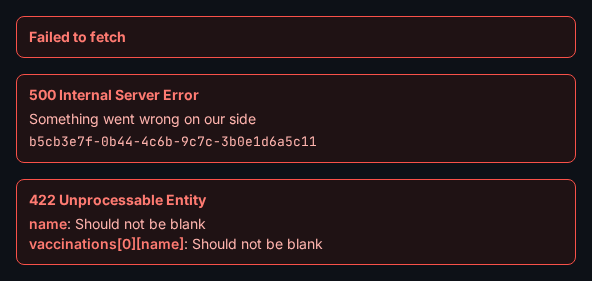 Failed to fetch
500 Internal Server Error
Something went wrong on our side
b5cb3e7f-0b44-4c6b-9c7c-3b0e1d6a5c11
422 Unprocessable Entity
name: Should not be blank
vaccinations[0][name]: Should not be blank